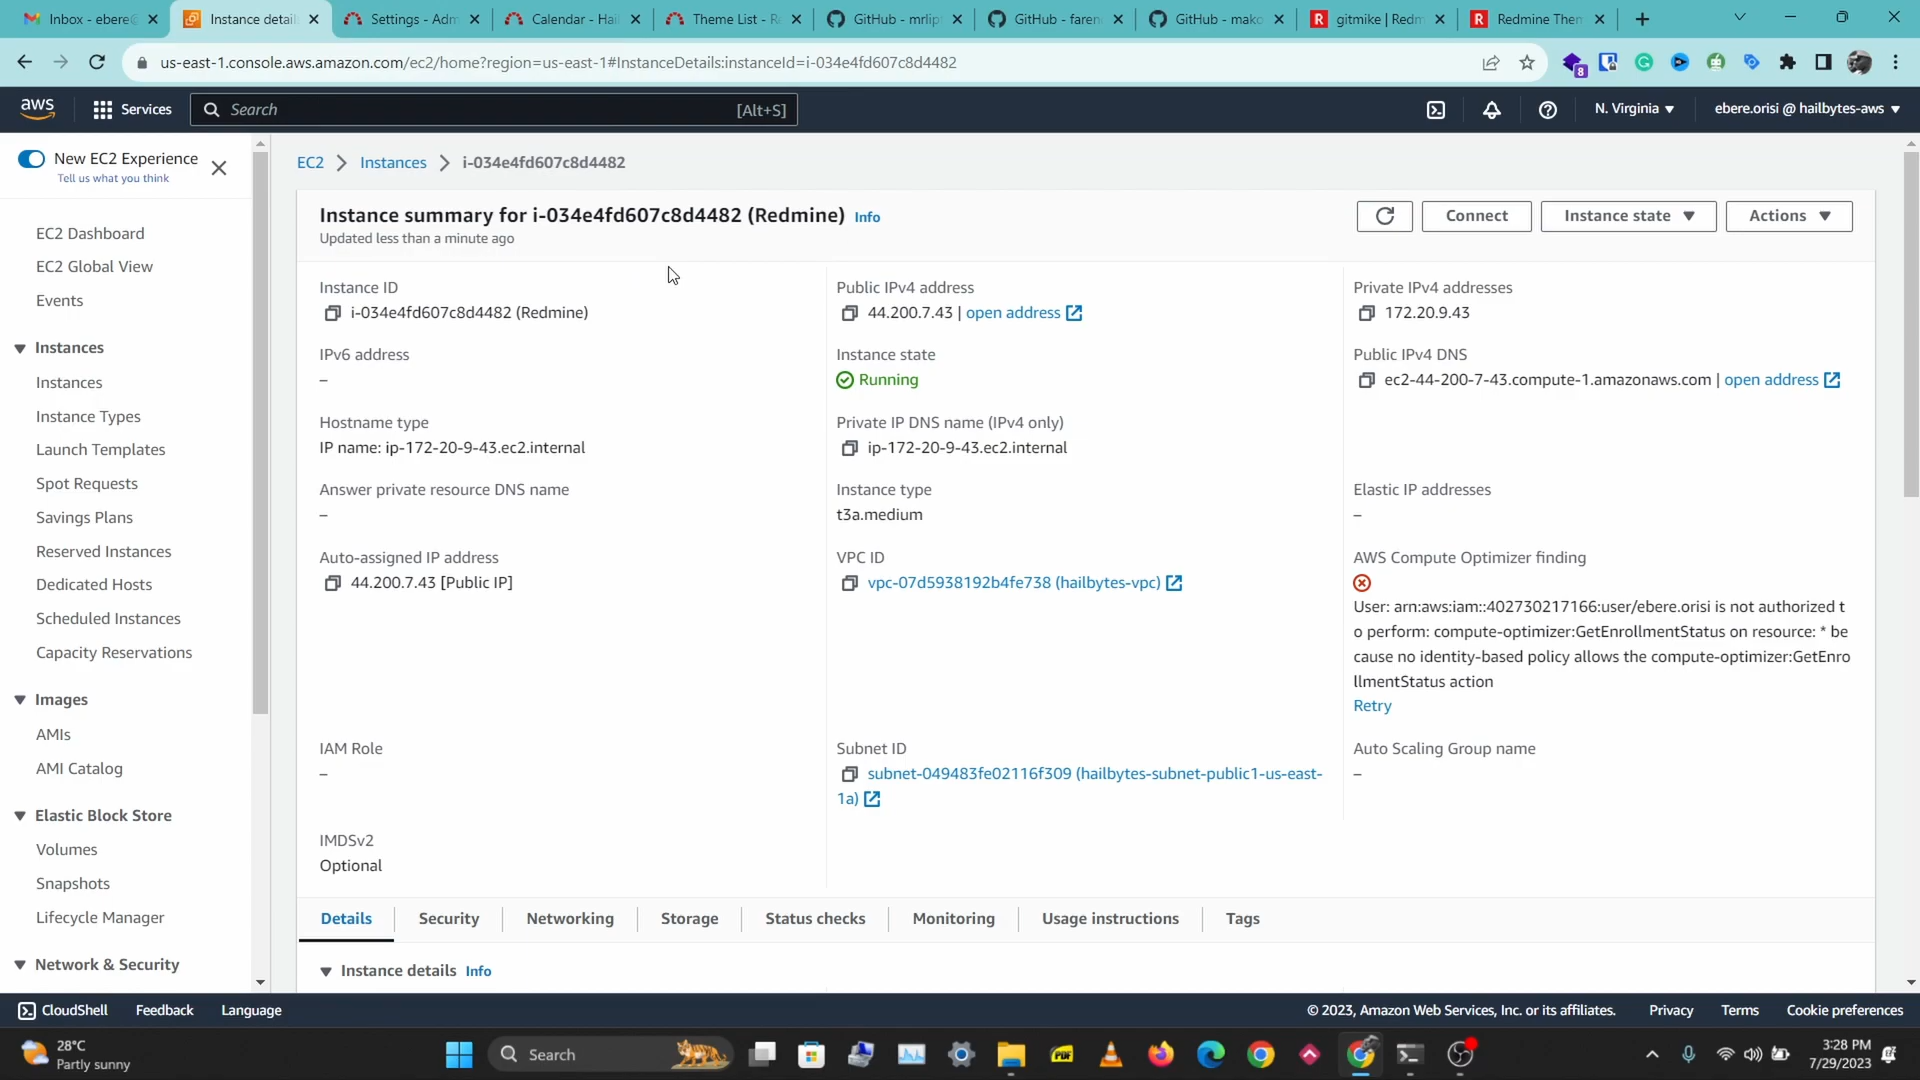 Inbox - ebere@
Instance detail
Settings - Adm
Calendar - Hail
Theme List - R
GitHub - mrlip
GitHub - faren
GitHub - mako
gitmike | Redm
Redmine Them
us-east-1.console.aws.amazon.com/ec2/home?region=us-east-1#InstanceDetails:instanceId=i-034e4fd607c8d4482
8
aws
Services
Search
[Alt+S]
N. Virginia
ebere.orisi @ hailbytes-aws
New EC2 Experience
Tell us what you think
EC2 Dashboard
EC2 Global View
Events
Instances
Instances
Instance Types
Launch Templates
Spot Requests
Savings Plans
Reserved Instances
Dedicated Hosts
Scheduled Instances
Capacity Reservations
Images
AMIs
AMI Catalog
Elastic Block Store
Volumes
Snapshots
Lifecycle Manager
Network & Security
EC2
Instances
i-034e4fd607c8d4482
Instance summary for i-034e4fd607c8d4482 (Redmine) Info
Updated less than a minute ago
Connect
Instance state
Actions
Instance ID
i-034e4fd607c8d4482 (Redmine)
Public IPv4 address
44.200.7.43 | open address
Private IPv4 addresses
172.20.9.43
IPv6 address
–
Instance state
Running
Public IPv4 DNS
ec2-44-200-7-43.compute-1.amazonaws.com | open address
Hostname type
IP name: ip-172-20-9-43.ec2.internal
Private IP DNS name (IPv4 only)
ip-172-20-9-43.ec2.internal
Answer private resource DNS name
–
Instance type
t3a.medium
Elastic IP addresses
–
Auto-assigned IP address
44.200.7.43 [Public IP]
VPC ID
vpc-07d5938192b4fe738 (hailbytes-vpc)
AWS Compute Optimizer finding
User: arn:aws:iam::402730217166:user/ebere.orisi is not authorized t
o perform: compute-optimizer:GetEnrollmentStatus on resource: * be
cause no identity-based policy allows the compute-optimizer:GetEnro
llmentStatus action
Retry
IAM Role
–
Subnet ID
subnet-049483fe02116f309 (hailbytes-subnet-public1-us-east-
1a)
Auto Scaling Group name
–
IMDSv2
Optional
Details
Security
Networking
Storage
Status checks
Monitoring
Usage instructions
Tags
Instance details Info
CloudShell
Feedback
Language
© 2023, Amazon Web Services, Inc. or its affiliates.
Privacy
Terms
Cookie preferences
28°C
Partly sunny
Search
PDF
3:28 PM
7/29/2023